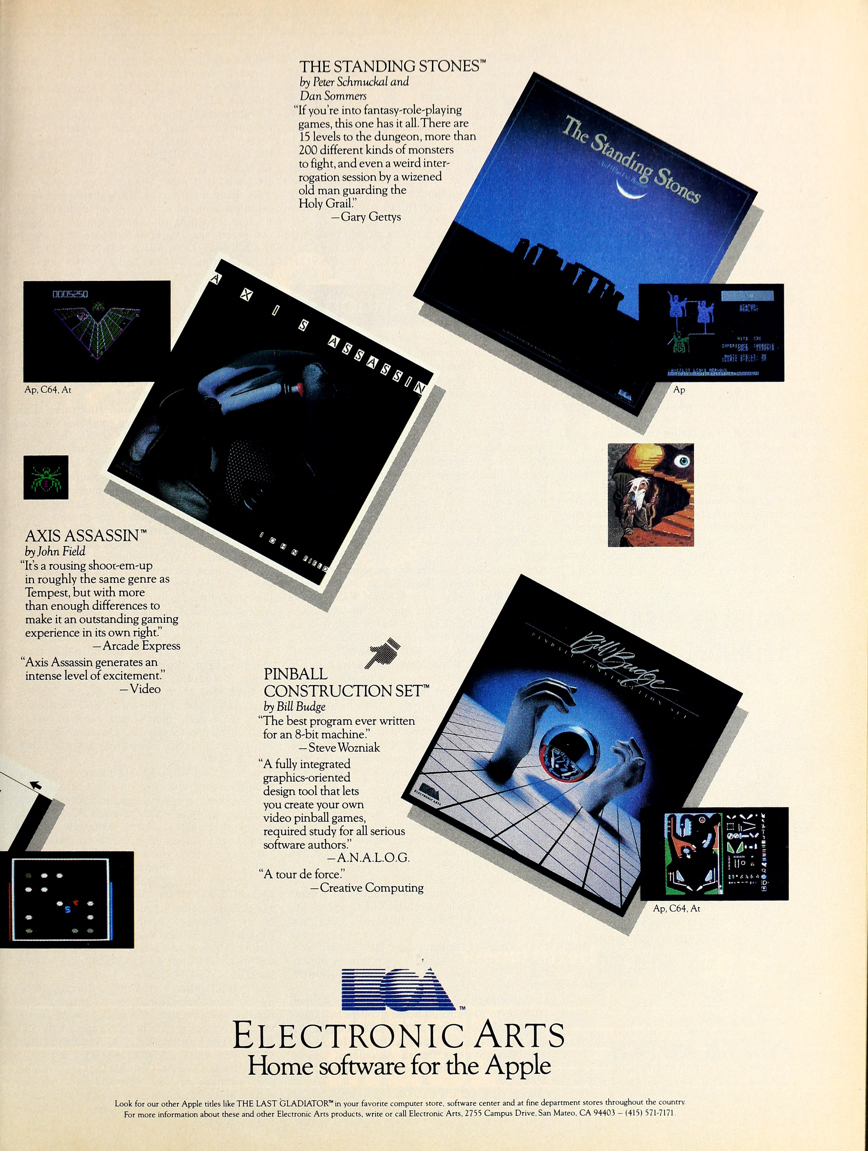 THE STANDING STONES™
by Peter Schmuckal and
Dan Sommers
“If you're into fantasy-role-playing
games, this one has it all. There are
15 levels to the dungeon, more than
200 different kinds of monsters
to fight, and even a weird inter-
rogation session by a wizened
old man guarding the
Holy Grail.”
—Gary Gettys
The Standing Stones
Ap
0005250
Ap, C64, At
AXIS ASSASSIN
JOHN FIELD
AXIS ASSASSIN™
by John Field
“It's a rousing shoot-em-up
in roughly the same genre as
Tempest, but with more
than enough differences to
make it an outstanding gaming
experience in its own right.”
—Arcade Express
“Axis Assassin generates an
intense level of excitement.”
—Video
PINBALL
CONSTRUCTION SET™
by Bill Budge
“The best program ever written
for an 8-bit machine.”
—Steve Wozniak
“A fully integrated
graphics-oriented
design tool that lets
you create your own
video pinball games,
required study for all serious
software authors.”
—A.N.A.L.O.G.
“A tour de force.”
—Creative Computing
Bill Budge
PINBALL CONSTRUCTION SET
ELECTRONIC ARTS
Ap, C64, At
EA™
ELECTRONIC ARTS
Home software for the Apple
Look for our other Apple titles like THE LAST GLADIATOR™ in your favorite computer store, software center and at fine department stores throughout the country.
For more information about these and other Electronic Arts products, write or call Electronic Arts, 2755 Campus Drive, San Mateo, CA 94403 – (415) 571-7171.